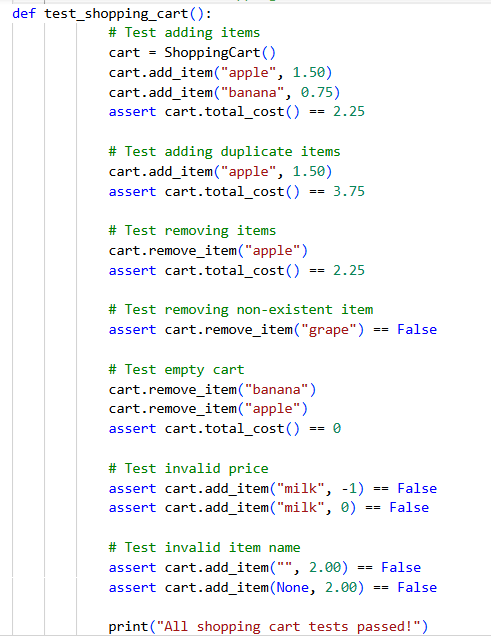 def test_shopping_cart():
# Test adding items
cart = ShoppingCart()
cart.add_item("apple", 1.50)
cart.add_item("banana", 0.75)
assert cart.total_cost() == 2.25
# Test adding duplicate items
cart.add_item("apple", 1.50)
assert cart.total_cost() == 3.75
# Test removing items
cart.remove_item("apple")
assert cart.total_cost() == 2.25
# Test removing non-existent item
assert cart.remove_item("grape") == False
# Test empty cart
cart.remove_item("banana")
cart.remove_item("apple")
assert cart.total_cost() == 0
# Test invalid price
assert cart.add_item("milk", -1) == False
assert cart.add_item("milk", 0) == False
# Test invalid item name
assert cart.add_item("", 2.00) == False
assert cart.add_item(None, 2.00) == False
print("All shopping cart tests passed!")